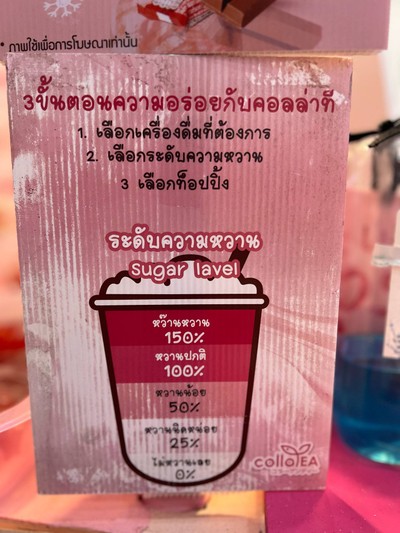 * ภาพใช้เพื่อการโฆษณาเท่านั้น
3ขั้นตอนความอร่อยกับคอลล่าที
1. เลือกเครื่องดื่มที่ต้องการ
2. เลือกระดับความหวาน
3 เลือกท็อปปิ้ง
ระดับความหวาน
Sugar lavel
หว๊านหวาน
150%
หวานปกติ
100%
หวานน้อย
50%
หวานนิดหน่อย
25%
ไม่หวานเลย
0%
colloTEA